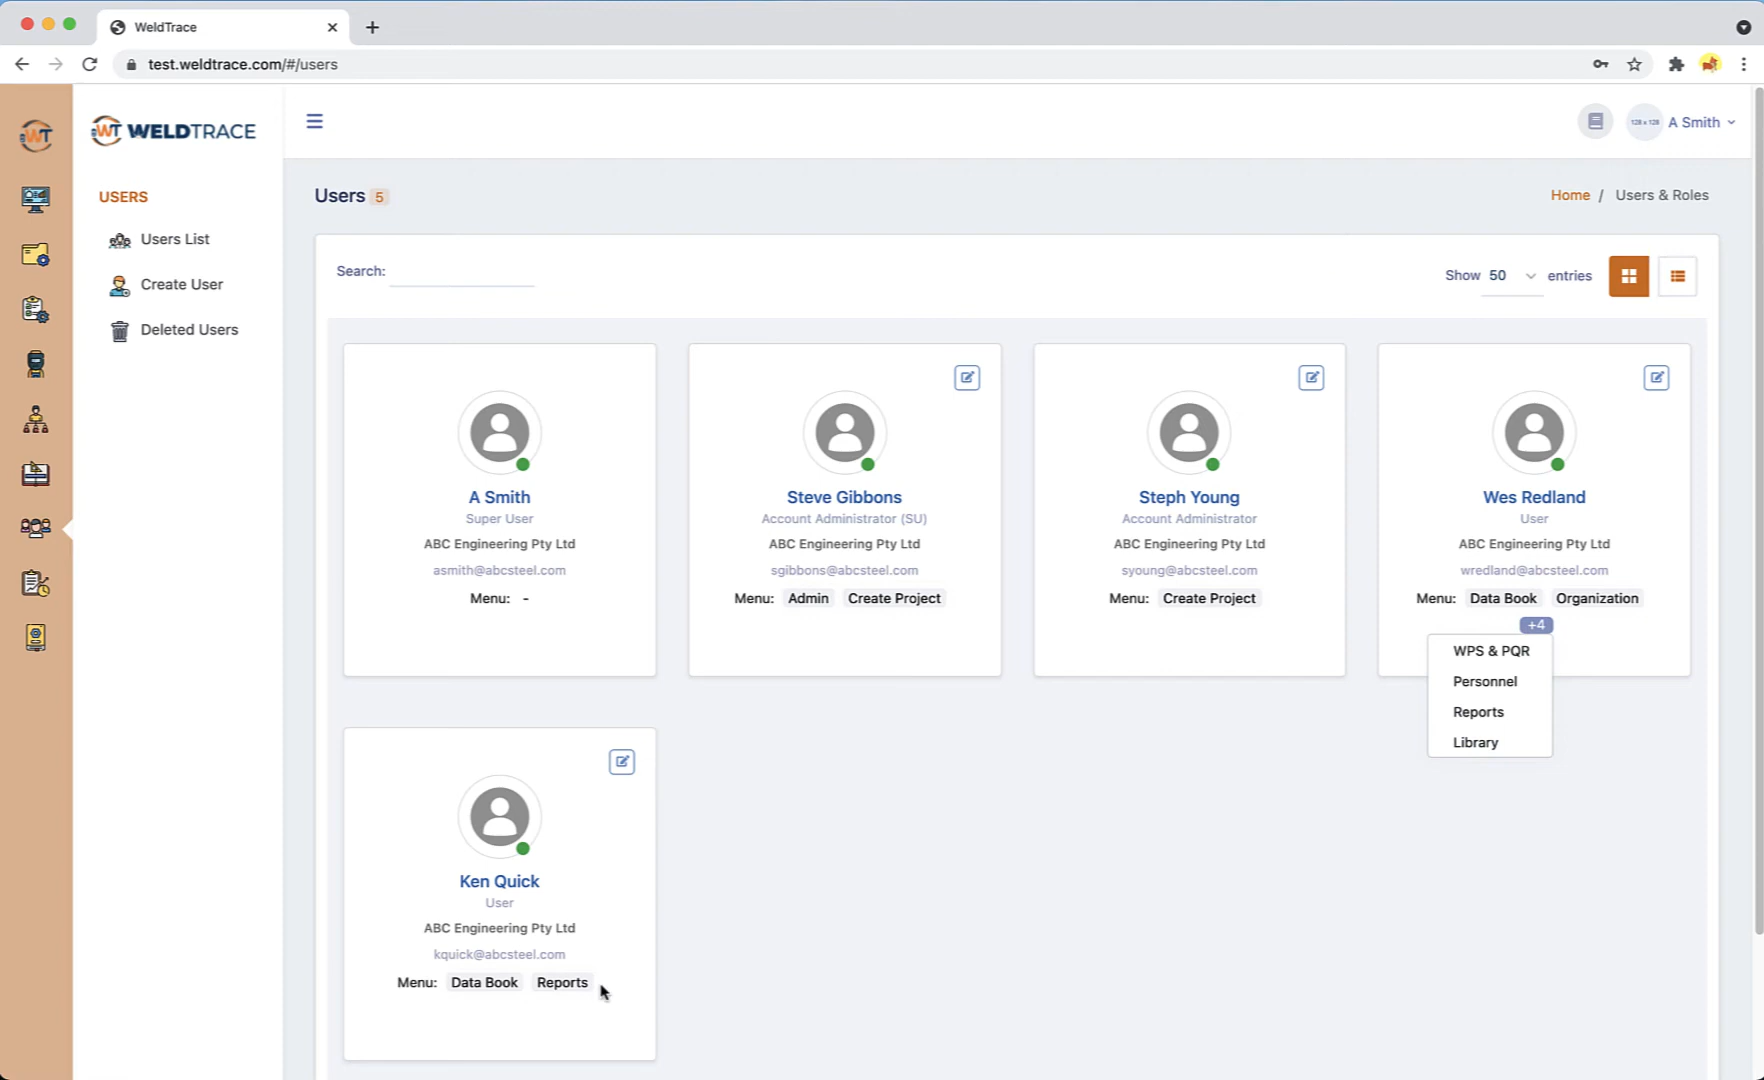 WeldTrace
test.weldtrace.com/#/users
WT
WT WELDTRACE
128 x 128 A Smith
USERS
Users List
Create User
Deleted Users
Users 5
Home / Users & Roles
Search:
Show 50 entries
A Smith
Super User
ABC Engineering Pty Ltd
asmith@abcsteel.com
Menu: -
Steve Gibbons
Account Administrator (SU)
ABC Engineering Pty Ltd
sgibbons@abcsteel.com
Menu: Admin Create Project
Steph Young
Account Administrator
ABC Engineering Pty Ltd
syoung@abcsteel.com
Menu: Create Project
Wes Redland
User
ABC Engineering Pty Ltd
wredland@abcsteel.com
Menu: Data Book Organization
+4
WPS & PQR
Personnel
Reports
Library
Ken Quick
User
ABC Engineering Pty Ltd
kquick@abcsteel.com
Menu: Data Book Reports